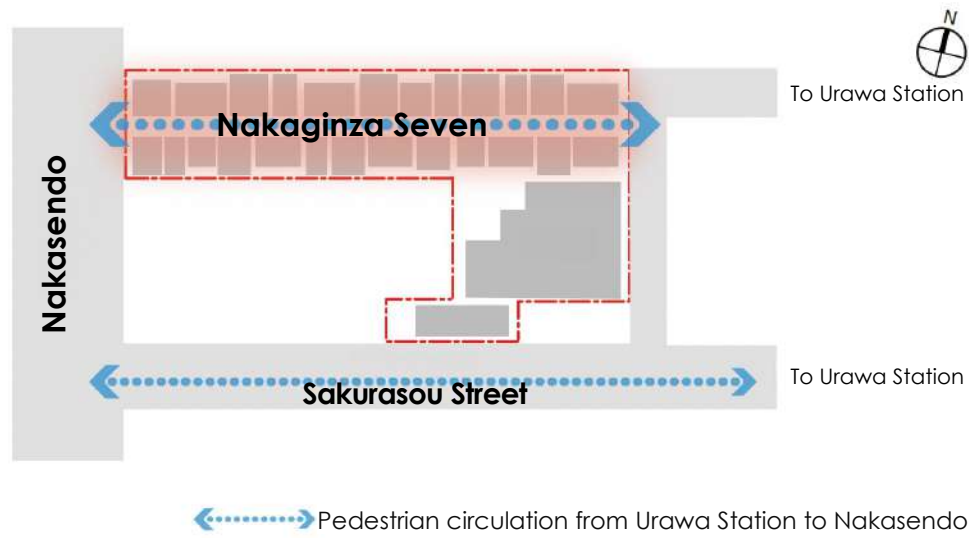 N
To Urawa Station
Nakaginza Seven
Nakasendo
To Urawa Station
Sakurasou Street
Pedestrian circulation from Urawa Station to Nakasendo